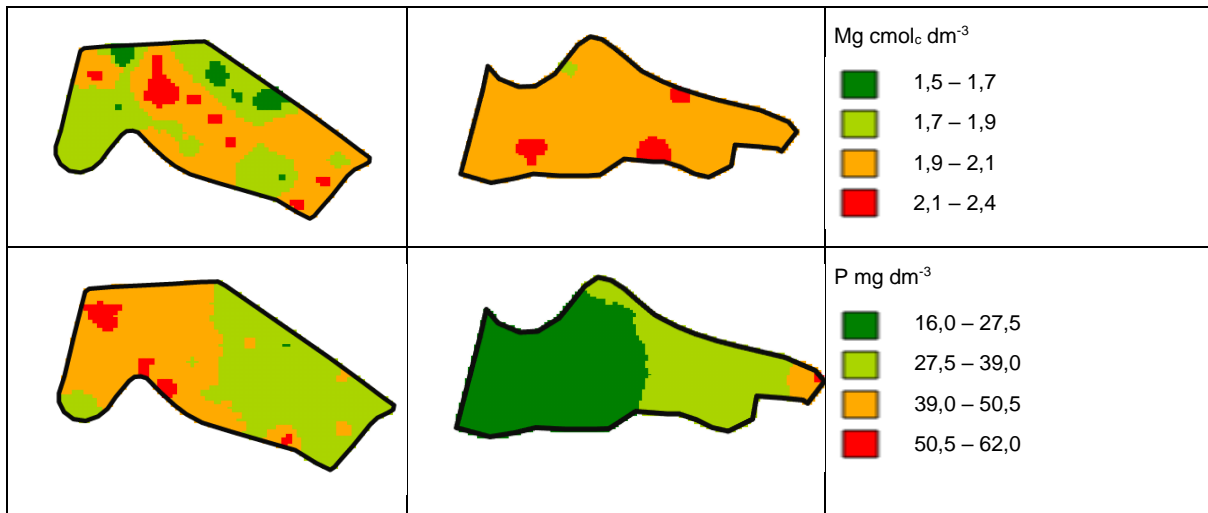 Mg cmolc dm-3
1,5 – 1,7
1,7 – 1,9
1,9 – 2,1
2,1 – 2,4
P mg dm-3
16,0 – 27,5
27,5 – 39,0
39,0 – 50,5
50,5 – 62,0